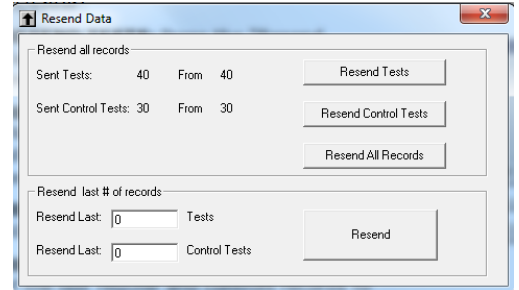 Resend Data
Resend all records
Sent Tests: 40 From 40
Resend Tests
Sent Control Tests: 30 From 30
Resend Control Tests
Resend All Records
Resend last # of records
Resend Last: 0 Tests
Resend Last: 0 Control Tests
Resend